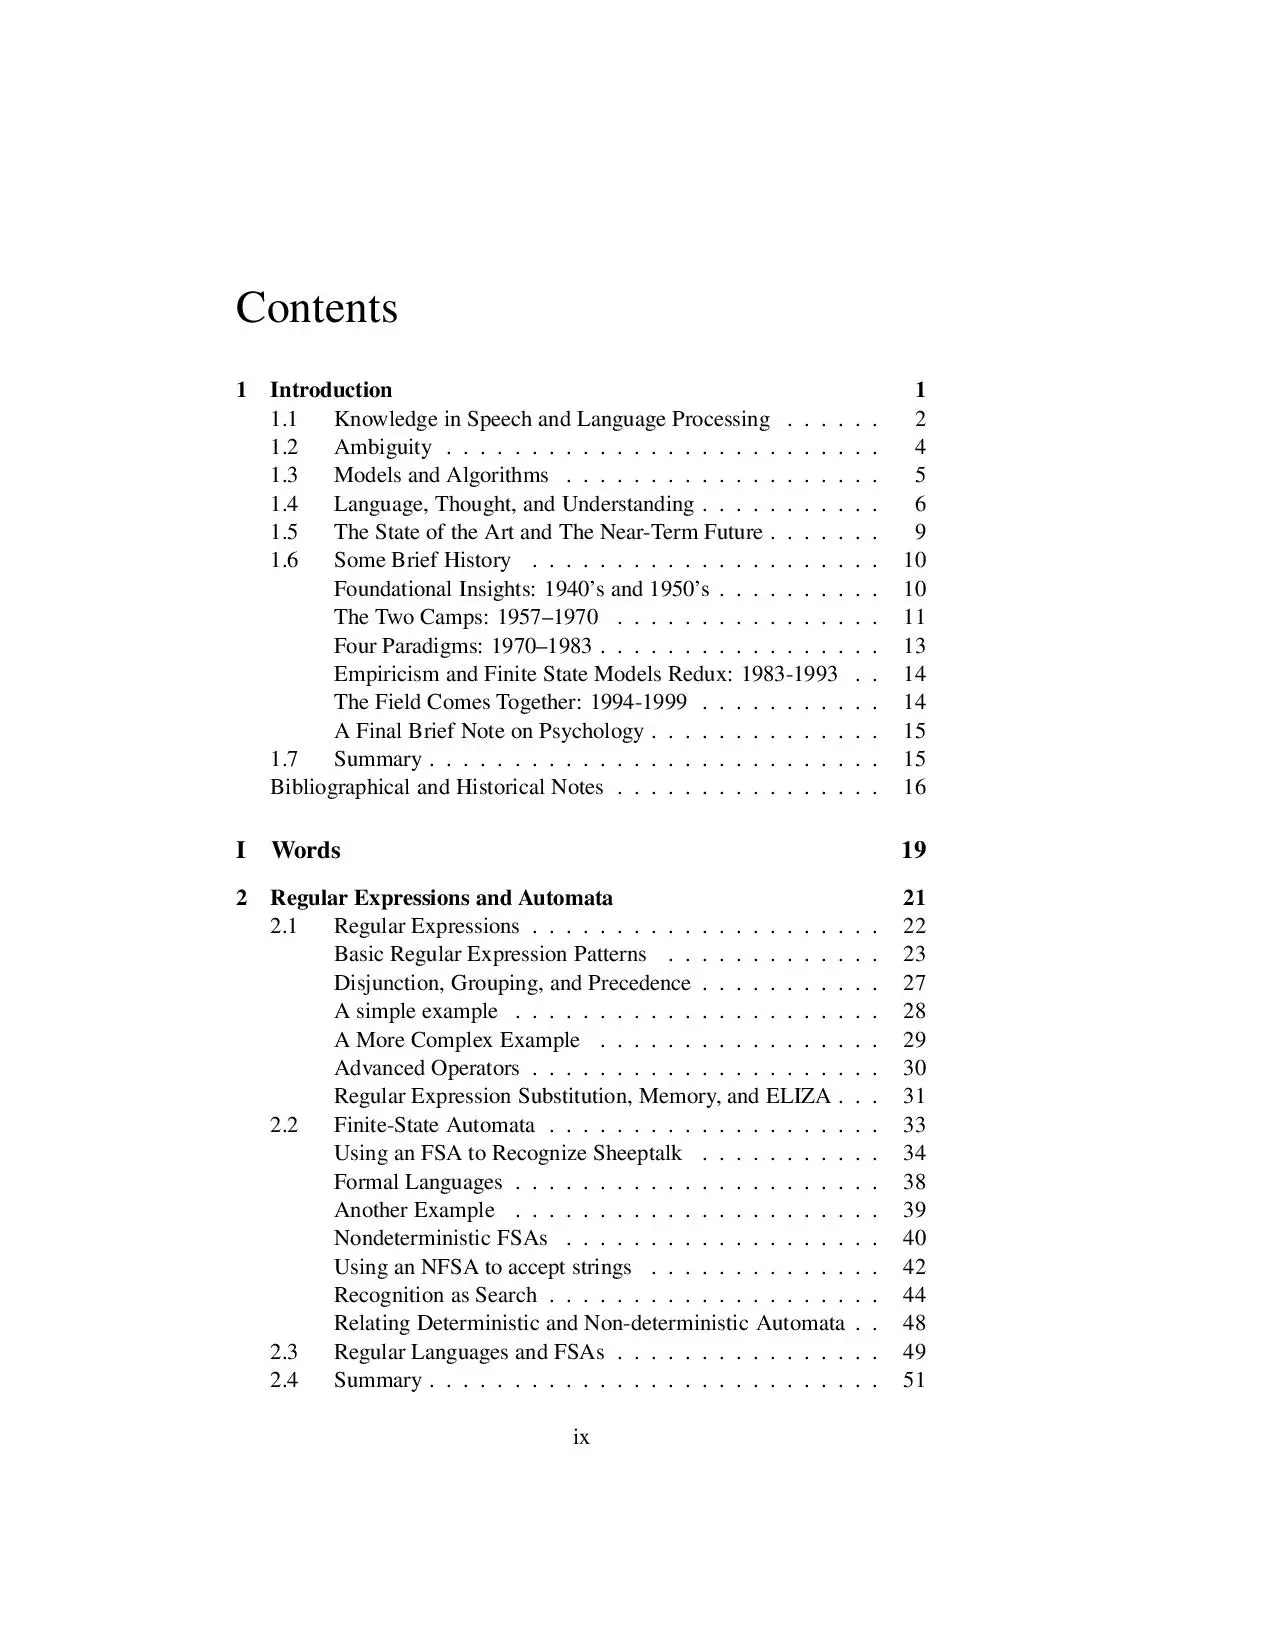 Contents
1 Introduction 1
1.1 Knowledge in Speech and Language Processing . . . . . . 2
1.2 Ambiguity . . . . . . . . . . . . . . . . . . . . . . . . . . 4
1.3 Models and Algorithms . . . . . . . . . . . . . . . . . . . 5
1.4 Language, Thought, and Understanding . . . . . . . . . . . 6
1.5 The State of the Art and The Near-Term Future . . . . . . . 9
1.6 Some Brief History . . . . . . . . . . . . . . . . . . . . . 10
Foundational Insights: 1940's and 1950's . . . . . . . . . . 10
The Two Camps: 1957–1970 . . . . . . . . . . . . . . . . 11
Four Paradigms: 1970–1983 . . . . . . . . . . . . . . . . . 13
Empiricism and Finite State Models Redux: 1983-1993 . . 14
The Field Comes Together: 1994-1999 . . . . . . . . . . . 14
A Final Brief Note on Psychology . . . . . . . . . . . . . . 15
1.7 Summary . . . . . . . . . . . . . . . . . . . . . . . . . . . 15
Bibliographical and Historical Notes . . . . . . . . . . . . . . . . 16
I Words 19
2 Regular Expressions and Automata 21
2.1 Regular Expressions . . . . . . . . . . . . . . . . . . . . . 22
Basic Regular Expression Patterns . . . . . . . . . . . . . 23
Disjunction, Grouping, and Precedence . . . . . . . . . . . 27
A simple example . . . . . . . . . . . . . . . . . . . . . . 28
A More Complex Example . . . . . . . . . . . . . . . . . 29
Advanced Operators . . . . . . . . . . . . . . . . . . . . . 30
Regular Expression Substitution, Memory, and ELIZA . . . 31
2.2 Finite-State Automata . . . . . . . . . . . . . . . . . . . . 33
Using an FSA to Recognize Sheeptalk . . . . . . . . . . . 34
Formal Languages . . . . . . . . . . . . . . . . . . . . . . 38
Another Example . . . . . . . . . . . . . . . . . . . . . . 39
Nondeterministic FSAs . . . . . . . . . . . . . . . . . . . 40
Using an NFSA to accept strings . . . . . . . . . . . . . . 42
Recognition as Search . . . . . . . . . . . . . . . . . . . . 44
Relating Deterministic and Non-deterministic Automata . . 48
2.3 Regular Languages and FSAs . . . . . . . . . . . . . . . . 49
2.4 Summary . . . . . . . . . . . . . . . . . . . . . . . . . . . 51
ix